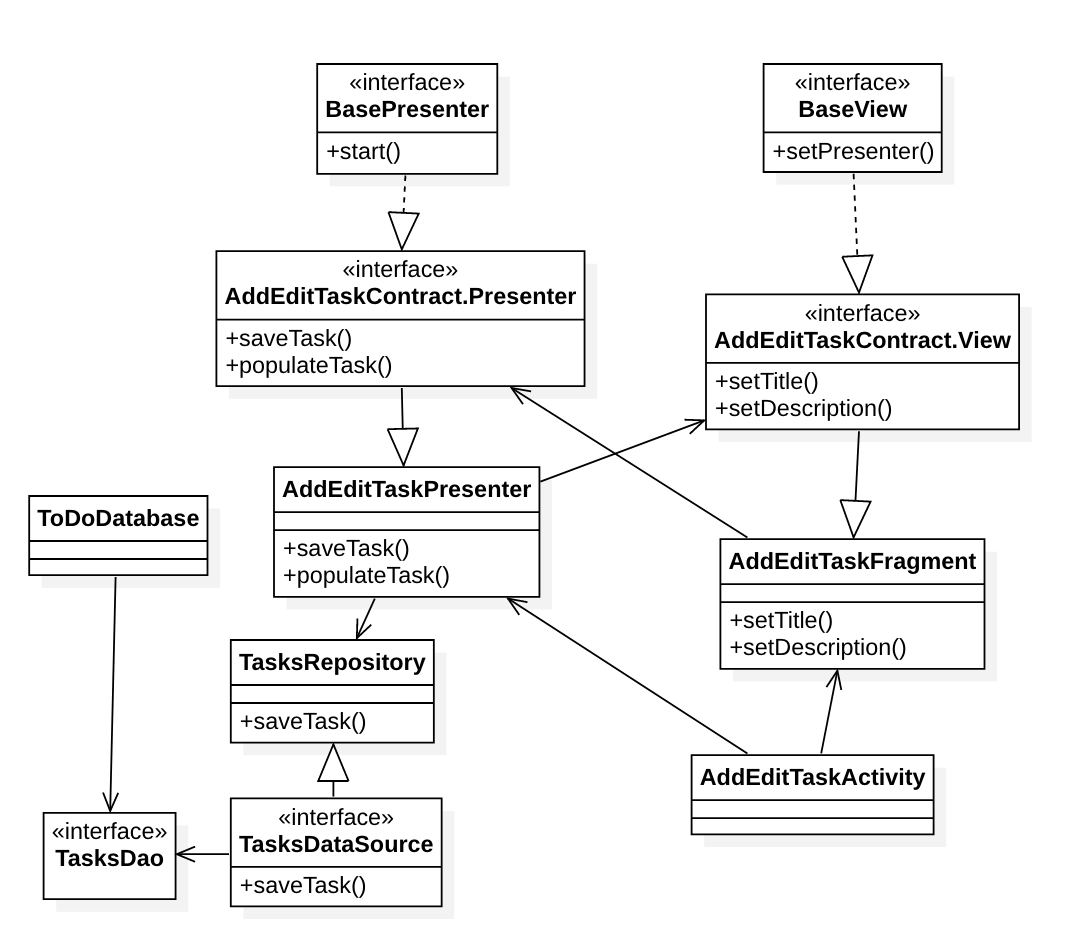 «interface»
BasePresenter
+start()
«interface»
BaseView
+setPresenter()
«interface»
AddEditTaskContract.Presenter
+saveTask()
+populateTask()
«interface»
AddEditTaskContract.View
+setTitle()
+setDescription()
AddEditTaskPresenter
+saveTask()
+populateTask()
ToDoDatabase
AddEditTaskFragment
+setTitle()
+setDescription()
TasksRepository
+saveTask()
AddEditTaskActivity
«interface»
TasksDao
«interface»
TasksDataSource
+saveTask()